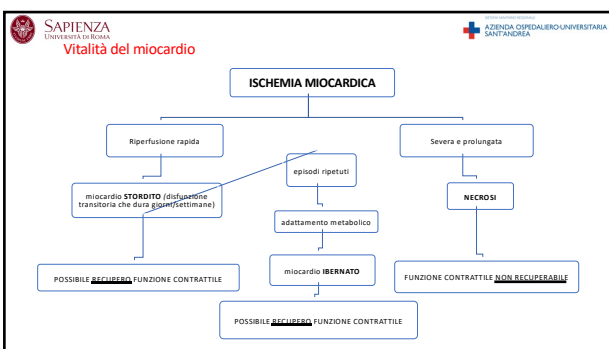 SAPIENZA
UNIVERSITÀ DI ROMA
AZIENDA OSPEDALIERO-UNIVERSITARIA
SANT'ANDREA
Vitalità del miocardio
ISCHEMIA MIOCARDICA
Riperfusione rapida
episodi ripetuti
Severa e prolungata
miocardio STORDITO (disfunzione
transitoria che dura giorni/settimane)
adattamento metabolico
NECROSI
POSSIBILE RECUPERO FUNZIONE CONTRATTILE
miocardio IBERNATO
FUNZIONE CONTRATTILE NON RECUPERABILE
POSSIBILE RECUPERO FUNZIONE CONTRATTILE